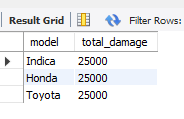 Result Grid Filter Rows:
model total_damage
Indica 25000
Honda 25000
Toyota 25000